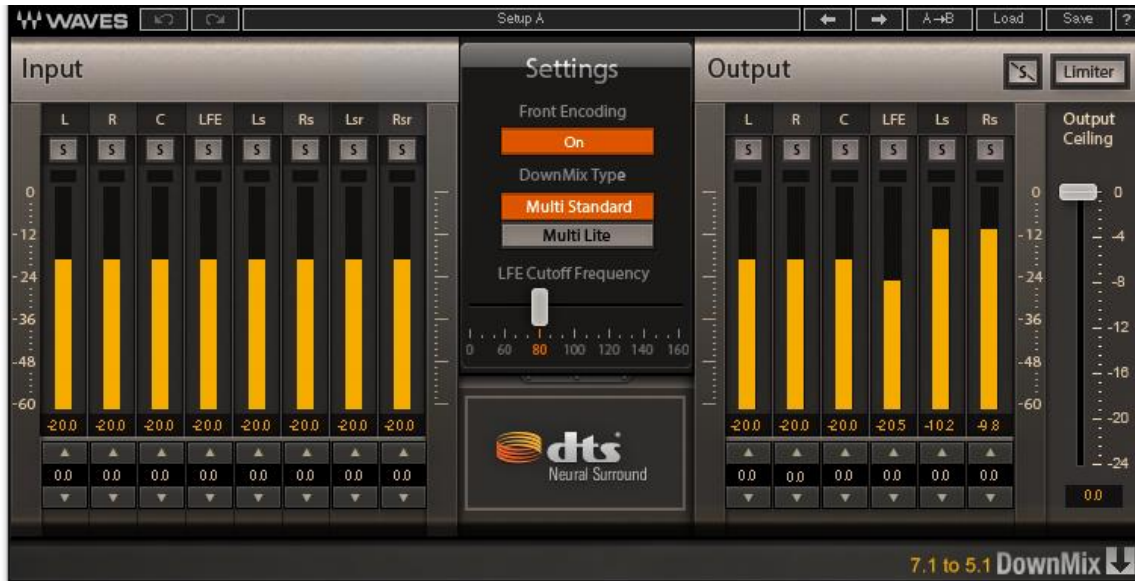 WAVES Setup A A→B Load Save ?
Input
L R C LFE Ls Rs Lsr Rsr
S S S S S S S S
0
-12
-24
-36
-48
-60
-20.0 -20.0 -20.0 -20.0 -20.0 -20.0 -20.0 -20.0
0.0 0.0 0.0 0.0 0.0 0.0 0.0 0.0
Settings
Front Encoding
On
DownMix Type
Multi Standard
Multi Lite
LFE Cutoff Frequency
0 60 80 100 120 140 160
dts
Neural Surround
Output
S Limiter
L R C LFE Ls Rs
S S S S S S
0
-12
-24
-36
-48
-60
-20.0 -20.0 -20.0 -20.5 -10.2 -9.8
0.0 0.0 0.0 0.0 0.0 0.0
Output
Ceiling
0
-4
-8
-12
-16
-20
-24
0.0
7.1 to 5.1 DownMix